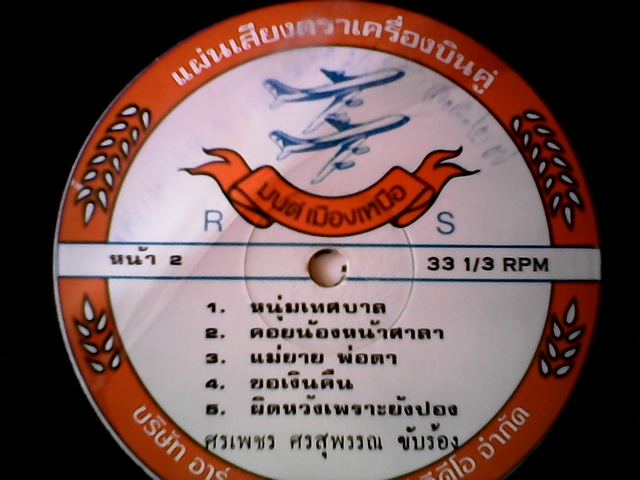 แผ่นเสียงตราเครื่องบินคู่
มนต์ เมืองเหนือ
R S
หน้า 2
33 1/3 RPM
1. หนุ่มเทศบาล
2. คอยน้องหน้าศาลา
3. แม่ยาย พ่อตา
4. ขอเงินคืน
5. ผิดหวังเพราะยังปอง
ศรเพชร ศรสุพรรณ ขับร้อง
บริษัท อาร์ ดีโอ จำกัด